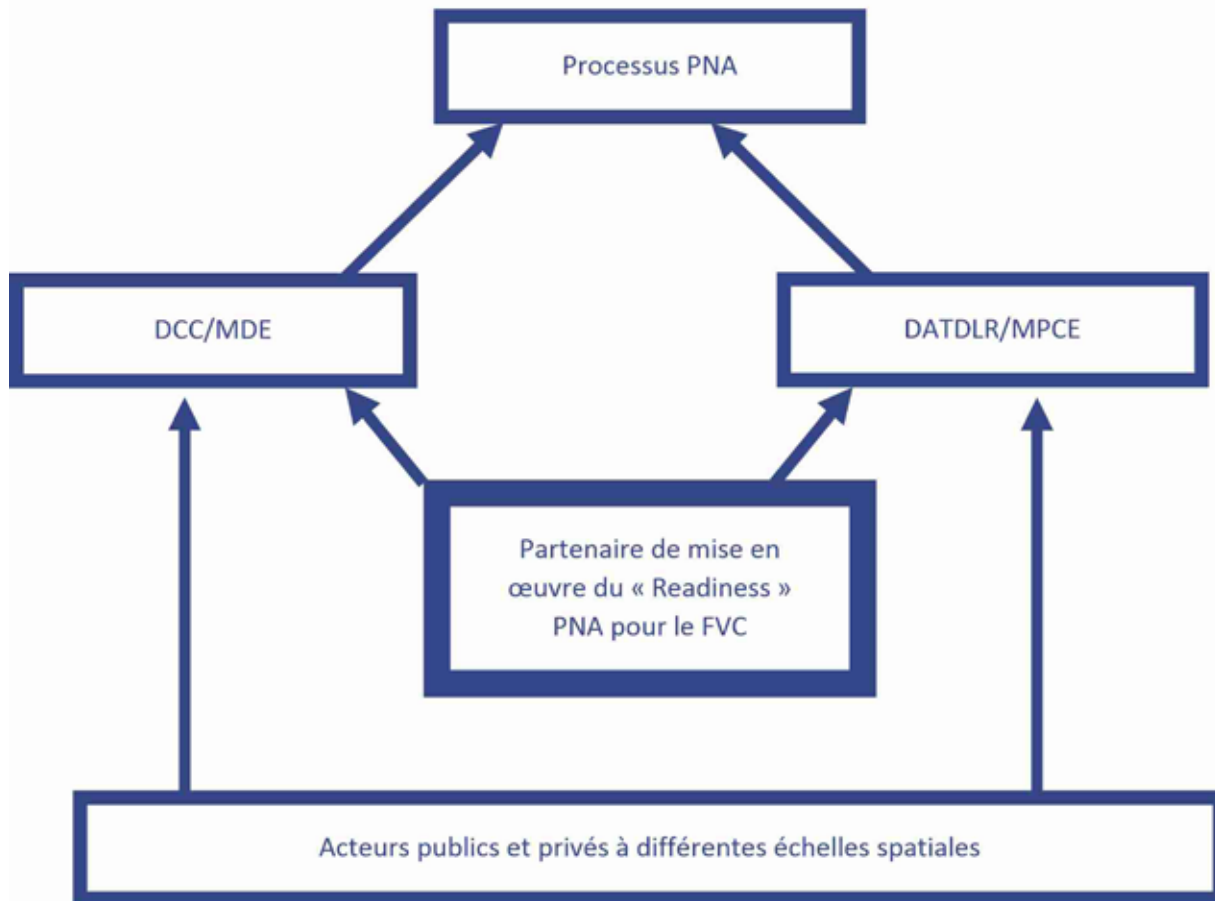 Processus PNA
DCC/MDE
DATDLR/MPCE
Partenaire de mise en
œuvre du « Readiness »
PNA pour le FVC
Acteurs publics et privés à différentes échelles spatiales